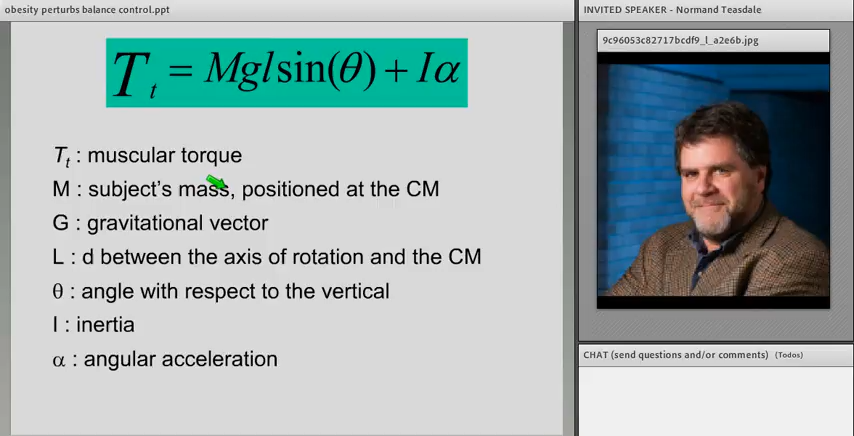 obesity perturbs balance control.ppt
T_t = Mgl sin(θ) + Iα
T_t : muscular torque
M : subject's mass, positioned at the CM
G : gravitational vector
L : d between the axis of rotation and the CM
θ : angle with respect to the vertical
I : inertia
α : angular acceleration
INVITED SPEAKER - Normand Teasdale
9c96053c82717bcdf9_l_a2e6b.jpg
CHAT (send questions and/or comments) (Todos)